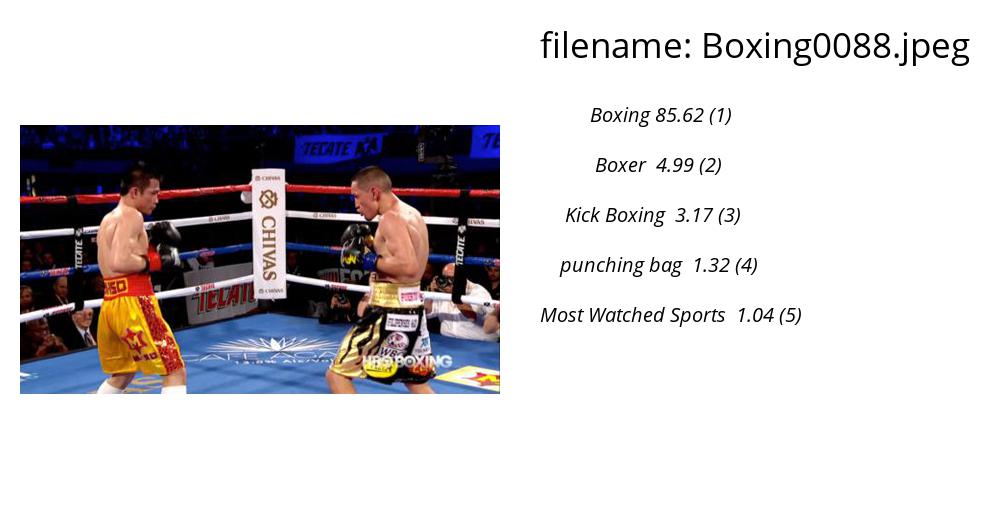 filename: Boxing0088.jpeg
Boxing 85.62 (1)
Boxer 4.99 (2)
Kick Boxing 3.17 (3)
punching bag 1.32 (4)
Most Watched Sports 1.04 (5)
TECATE
CHIVAS
CHIVAS
CHIVAS
TECATE
TECATE
HBO BOXING